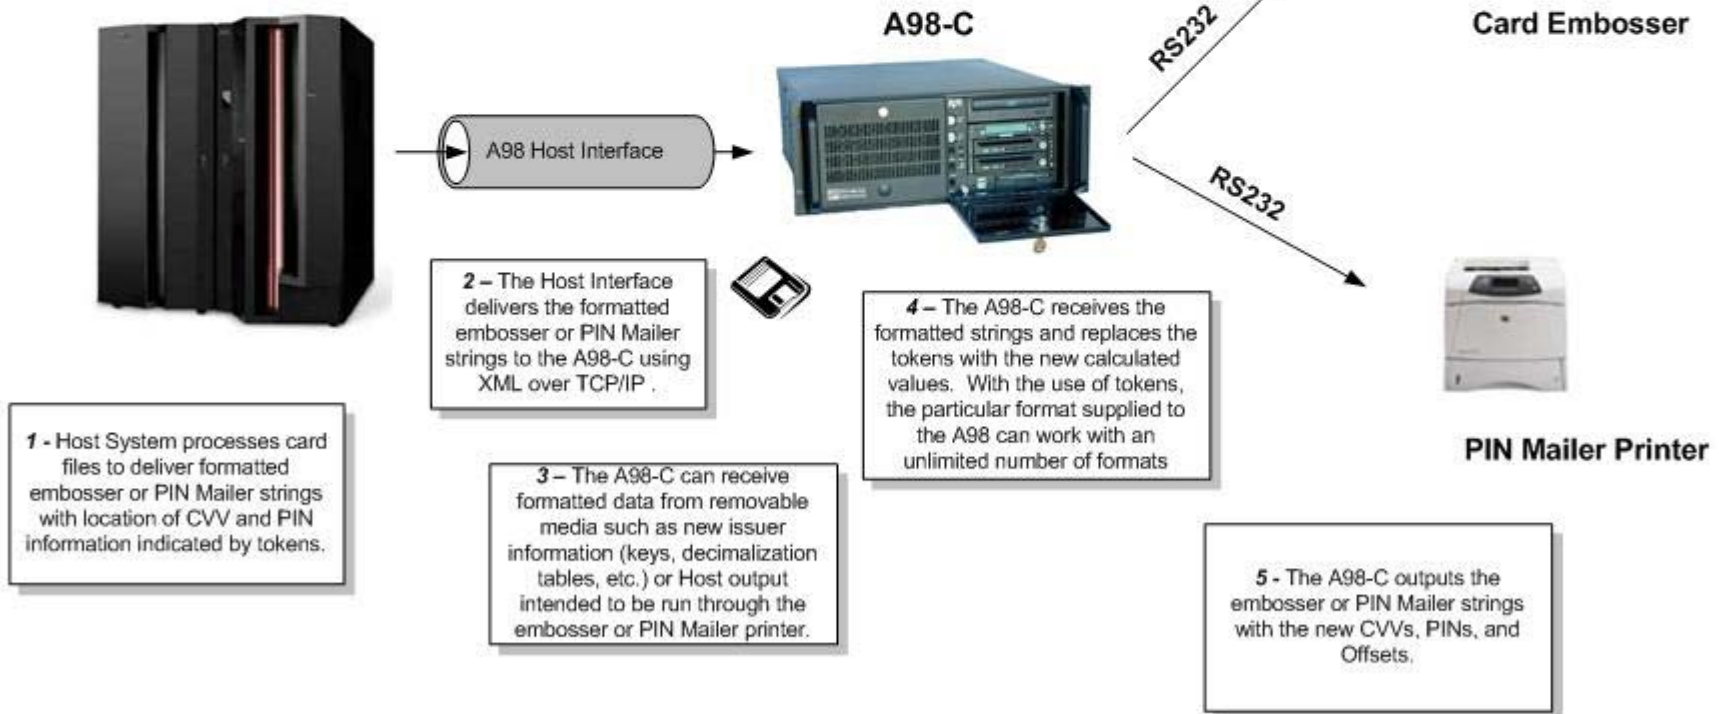 A98-C
RS232
Card Embosser
A98 Host Interface
RS232
2 – The Host Interface
delivers the formatted
embosser or PIN Mailer
strings to the A98-C using
XML over TCP/IP .
4 – The A98-C receives the
formatted strings and replaces the
tokens with the new calculated
values. With the use of tokens,
the particular format supplied to
the A98 can work with an
unlimited number of formats
PIN Mailer Printer
1 - Host System processes card
files to deliver formatted
embosser or PIN Mailer strings
with location of CVV and PIN
information indicated by tokens.
3 – The A98-C can receive
formatted data from removable
media such as new issuer
information (keys, decimalization
tables, etc.) or Host output
intended to be run through the
embosser or PIN Mailer printer.
5 - The A98-C outputs the
embosser or PIN Mailer strings
with the new CVVs, PINs, and
Offsets.